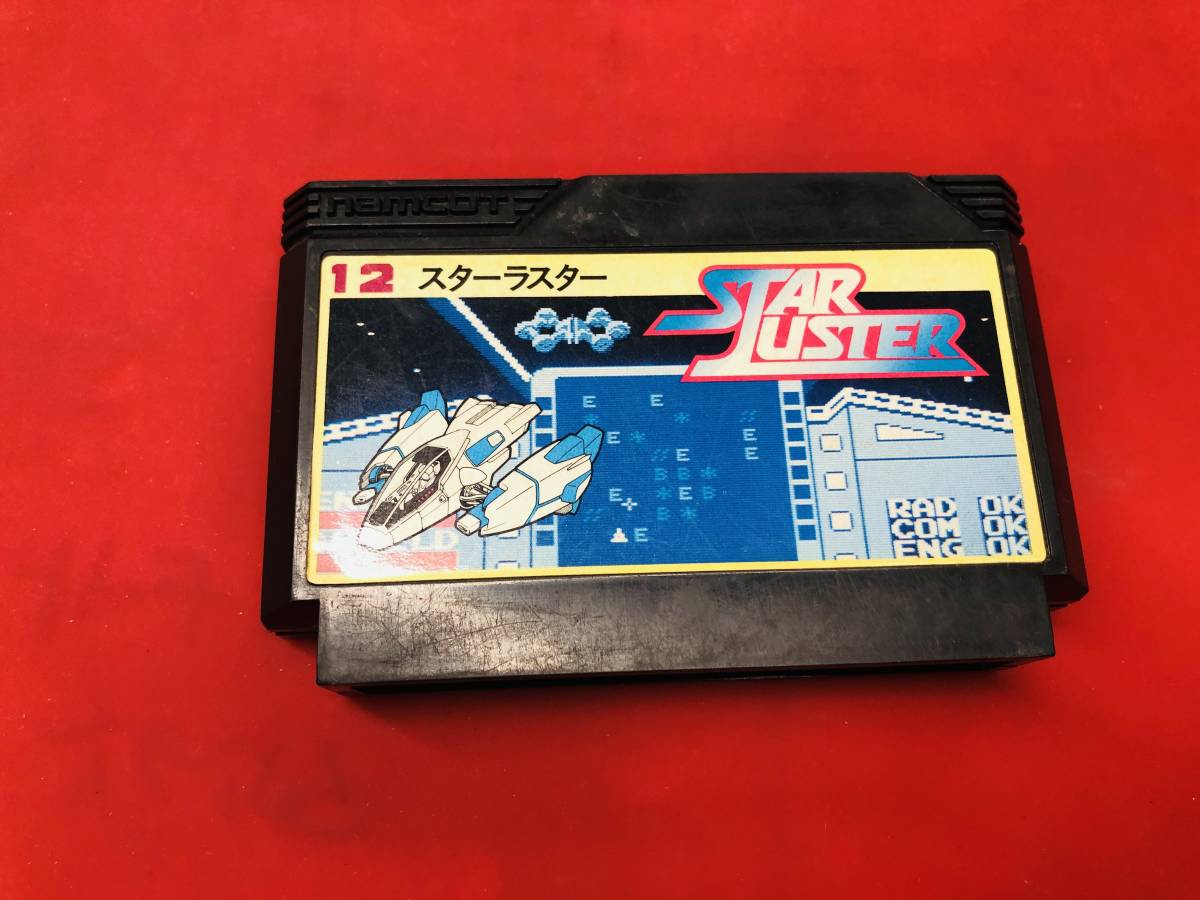 namcot
12 スターラスター
STAR
LUSTER
E E
E E
E E
B B
E E B
B
E
RAD OK
COM OK
ENG OK